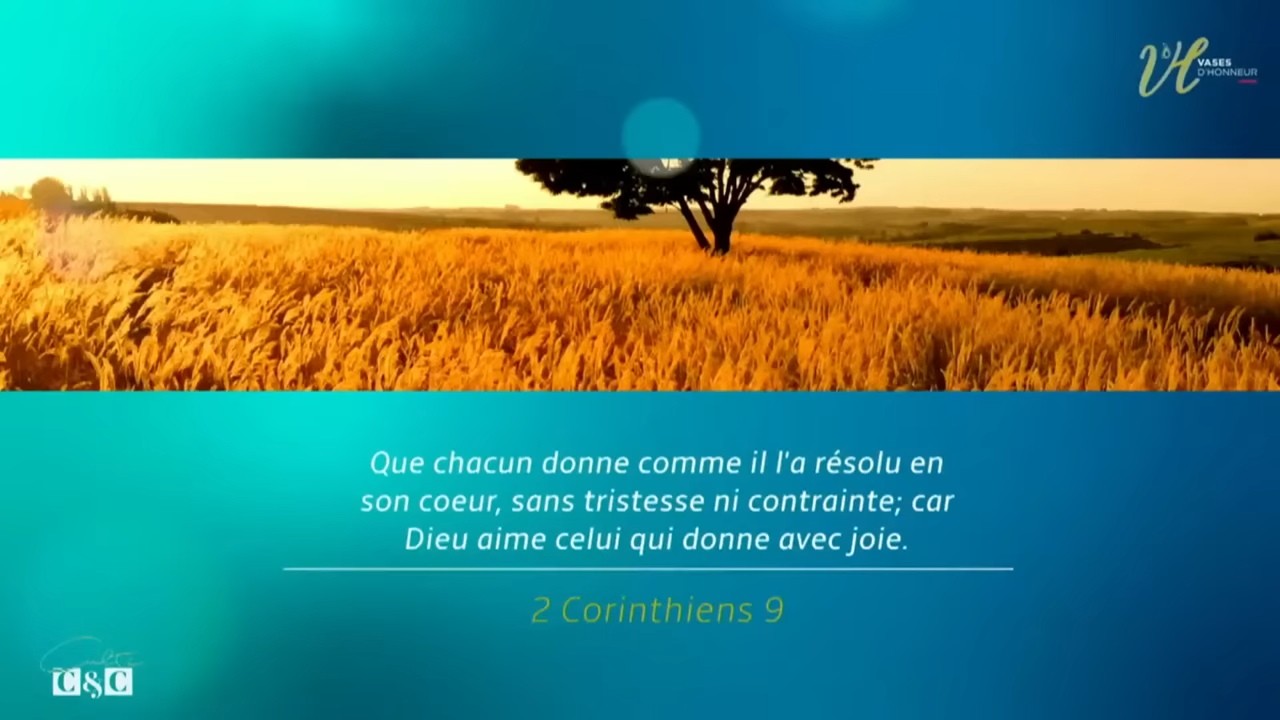 VH
VASES
D'HONNEUR
Que chacun donne comme il l'a résolu en
son coeur, sans tristesse ni contrainte; car
Dieu aime celui qui donne avec joie.
2 Corinthiens 9
C&C